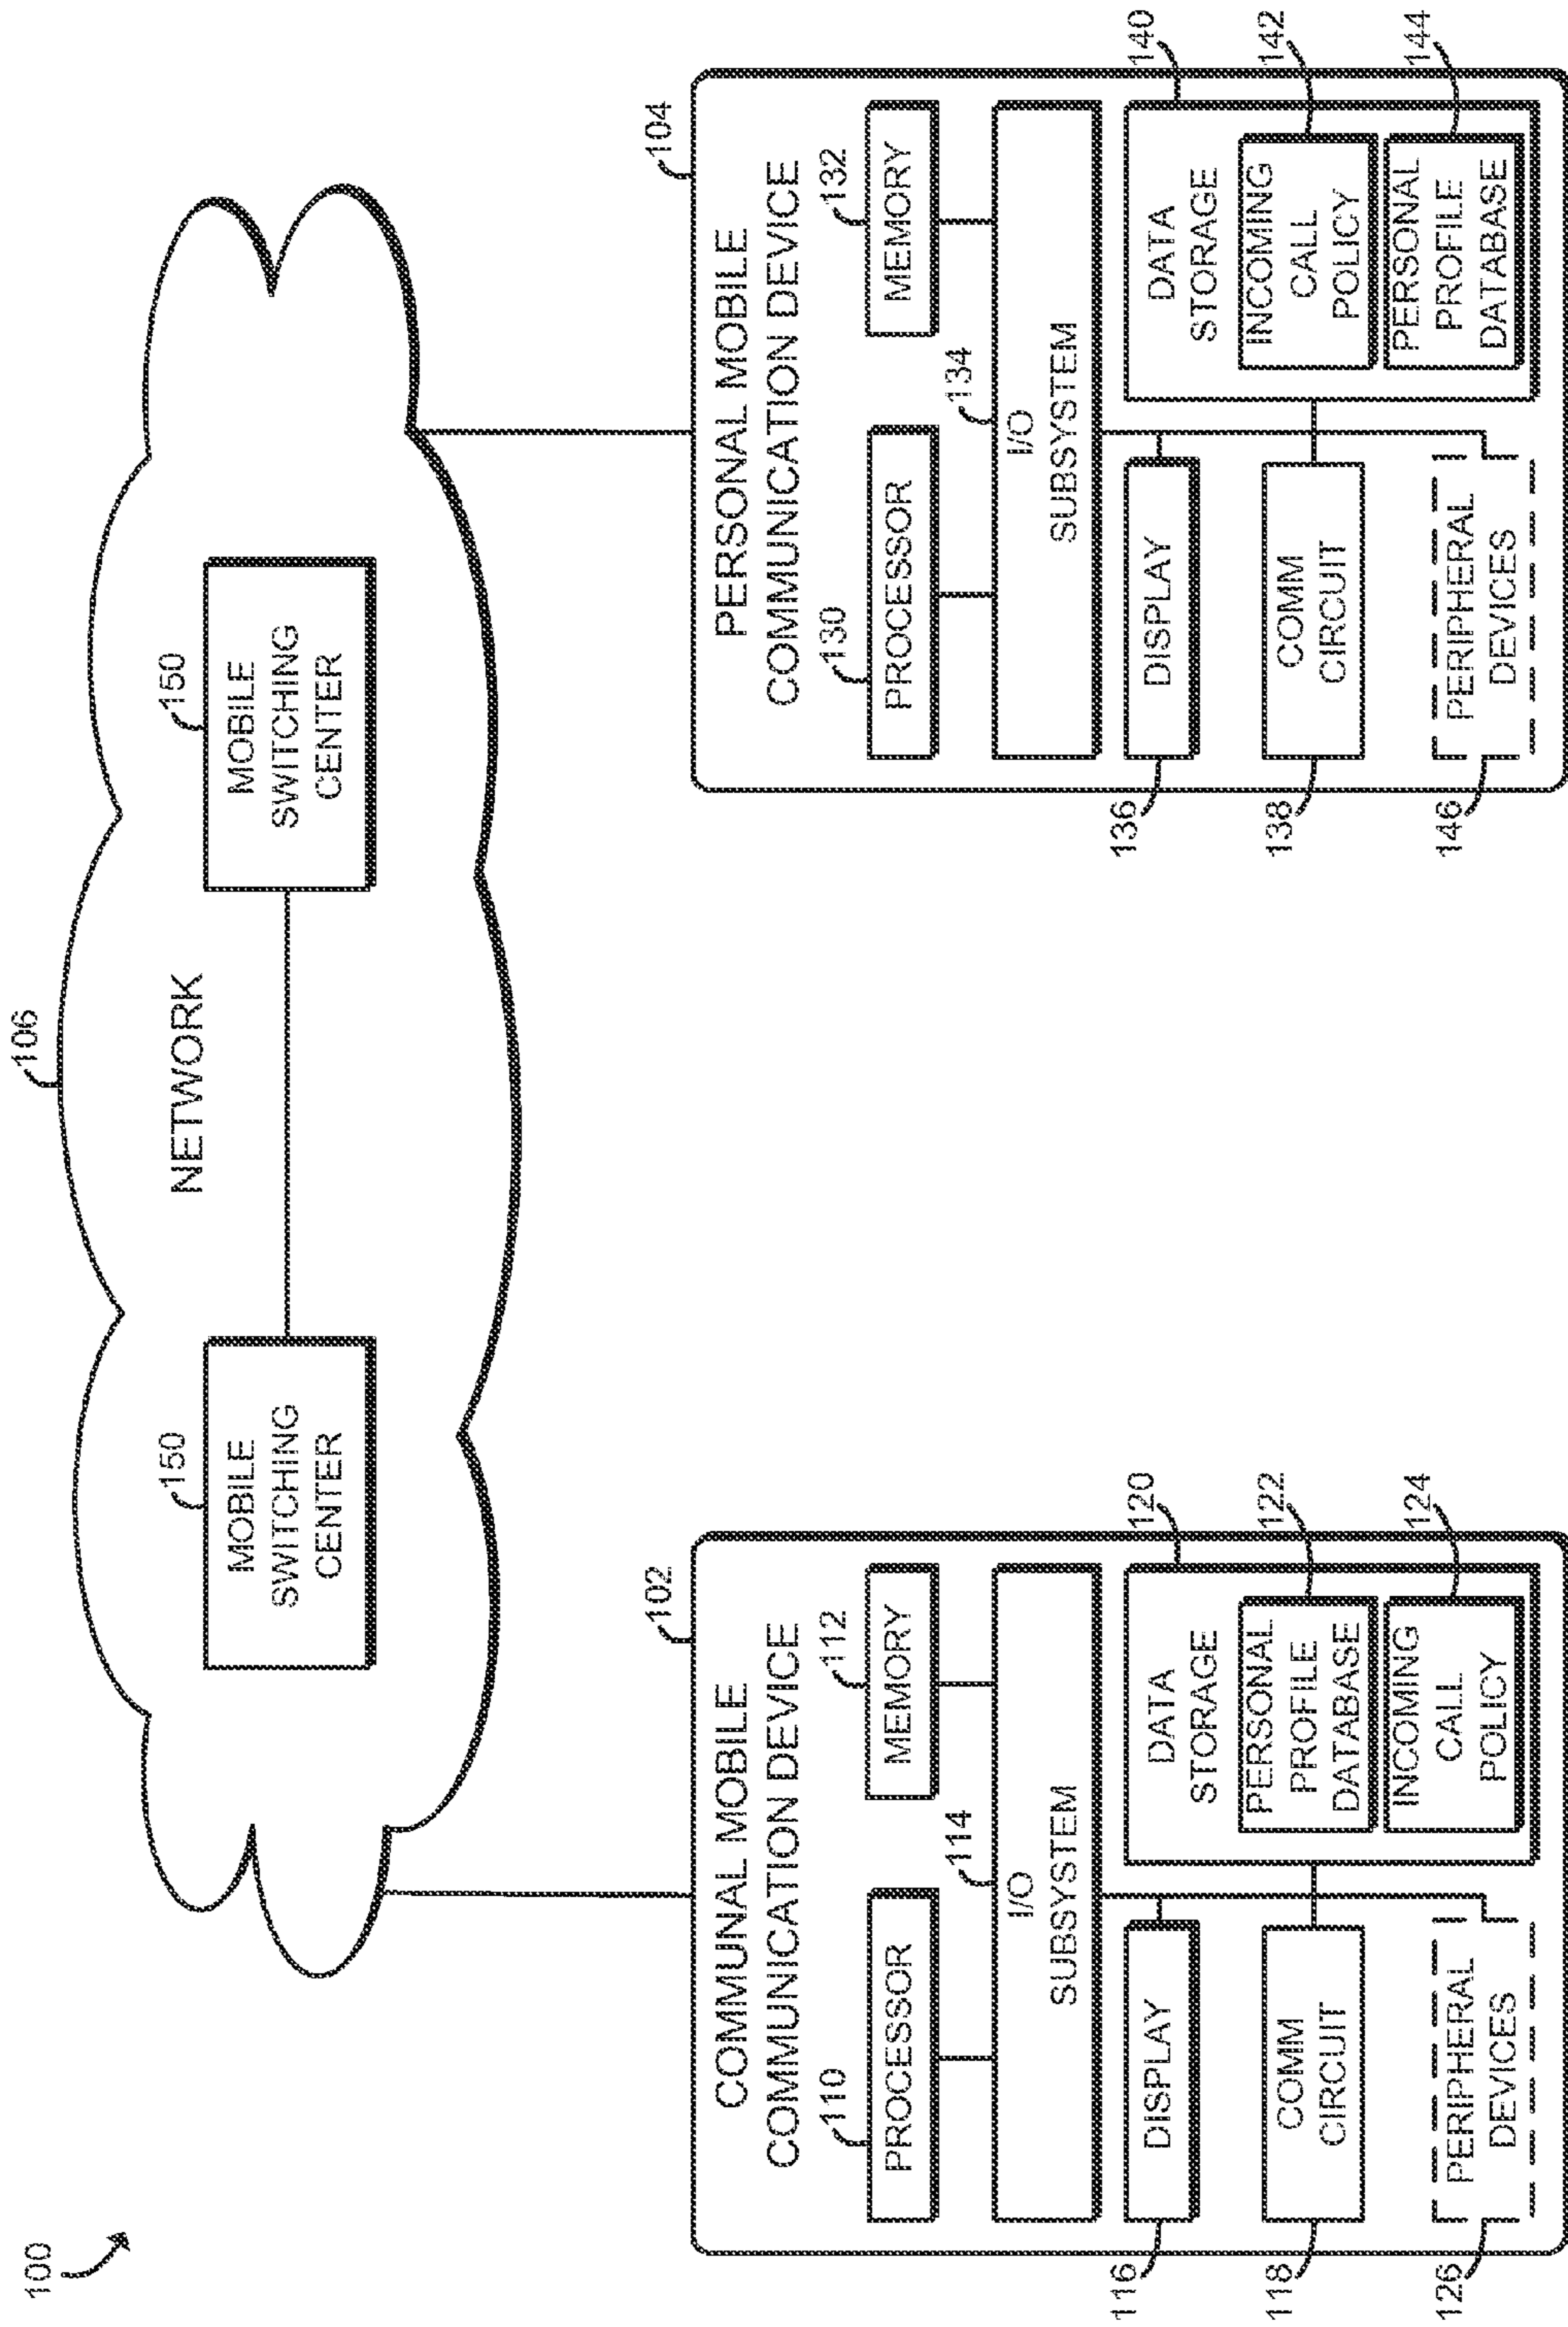 100
106
NETWORK
150
MOBILE
SWITCHING
CENTER
150
MOBILE
SWITCHING
CENTER
102
COMMUNAL MOBILE
COMMUNICATION DEVICE
110
PROCESSOR
112
MEMORY
114
I/O
SUBSYSTEM
116
DISPLAY
118
COMM
CIRCUIT
126
PERIPHERAL
DEVICES
120
DATA
STORAGE
122
PERSONAL
PROFILE
DATABASE
124
INCOMING
CALL
POLICY
104
PERSONAL MOBILE
COMMUNICATION DEVICE
130
PROCESSOR
132
MEMORY
134
I/O
SUBSYSTEM
136
DISPLAY
138
COMM
CIRCUIT
146
PERIPHERAL
DEVICES
140
DATA
STORAGE
142
INCOMING
CALL
POLICY
144
PERSONAL
PROFILE
DATABASE